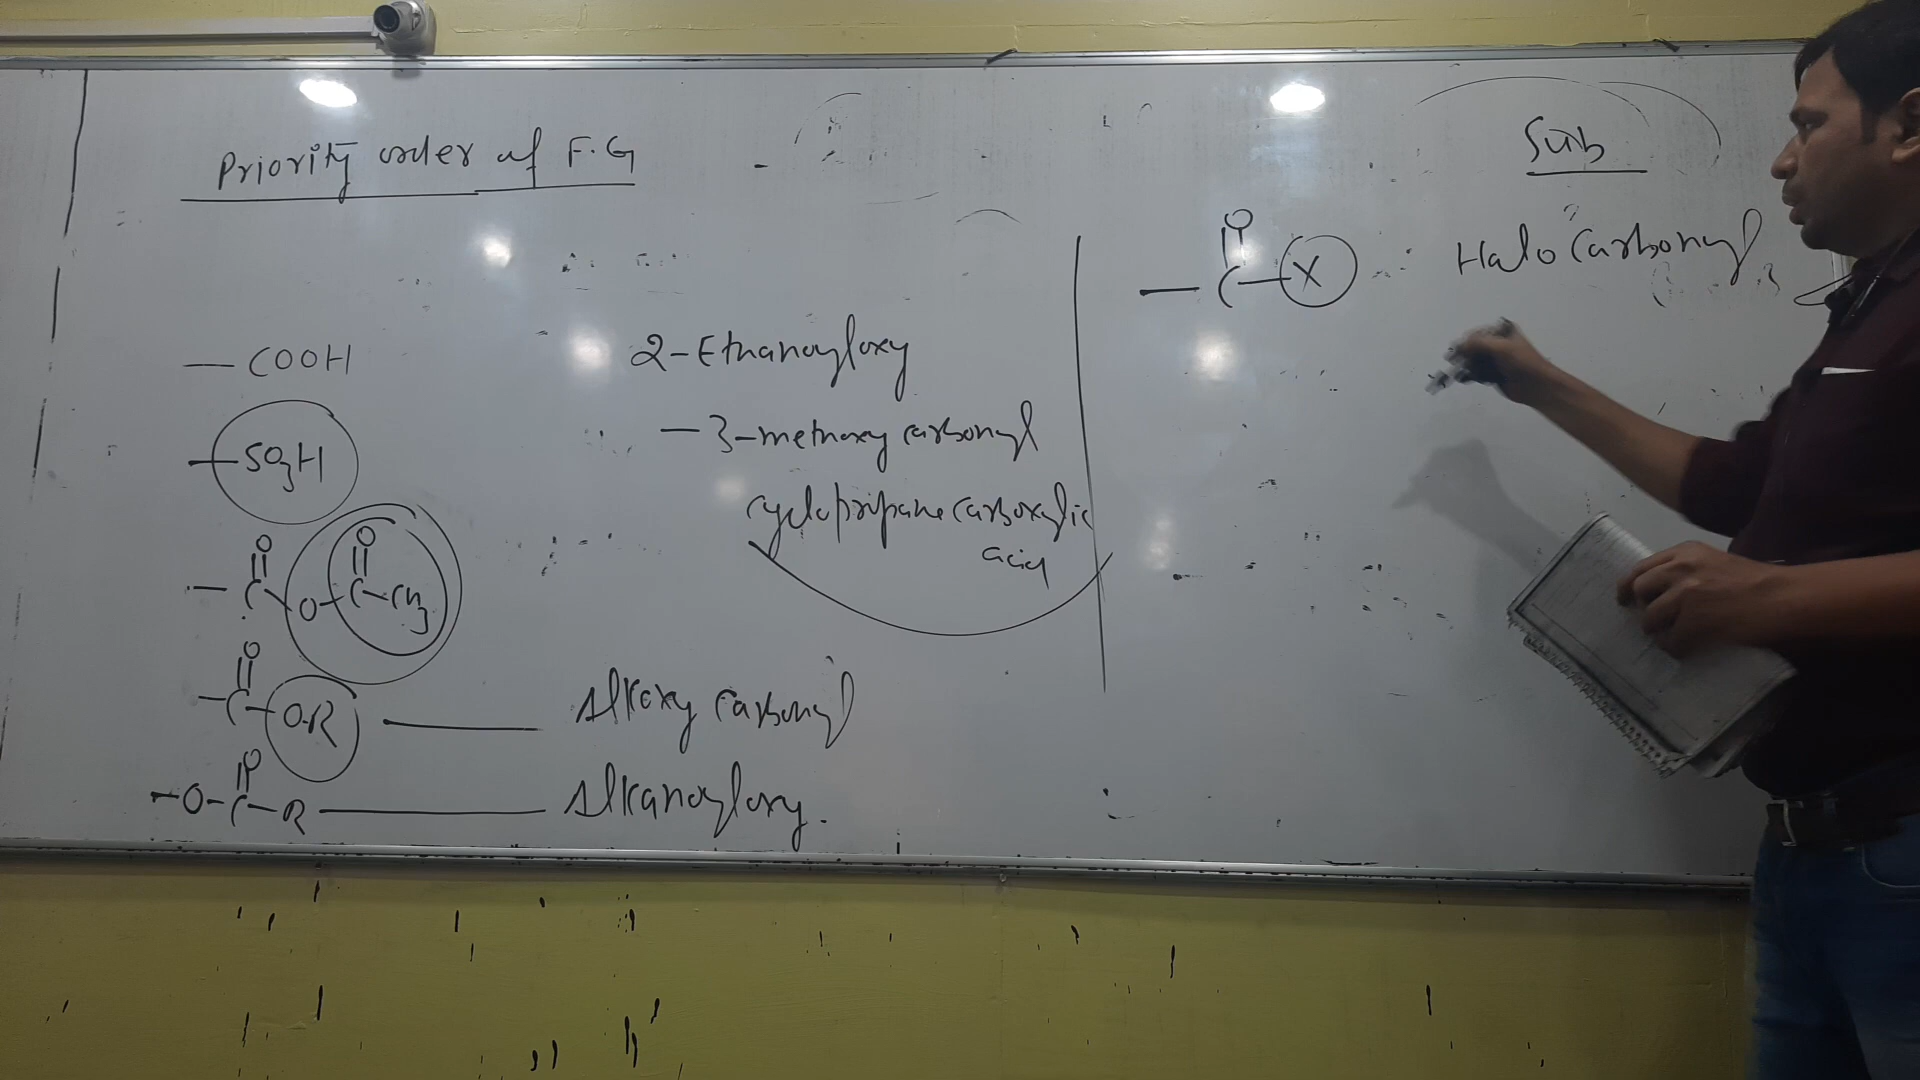 Priority order of F.G
— COOH
— SO3H
— C(=O) O — C(=O) — CH3
— C(=O) — O-R —— Alkoxy carbonyl
— O — C(=O) — R —— Alkanoyloxy.
2-Ethanoyloxy
— 3-methoxy carbonyl
cyclopropane carboxylic
acid
Sub
— C(=O) — X Halo Carbonyl